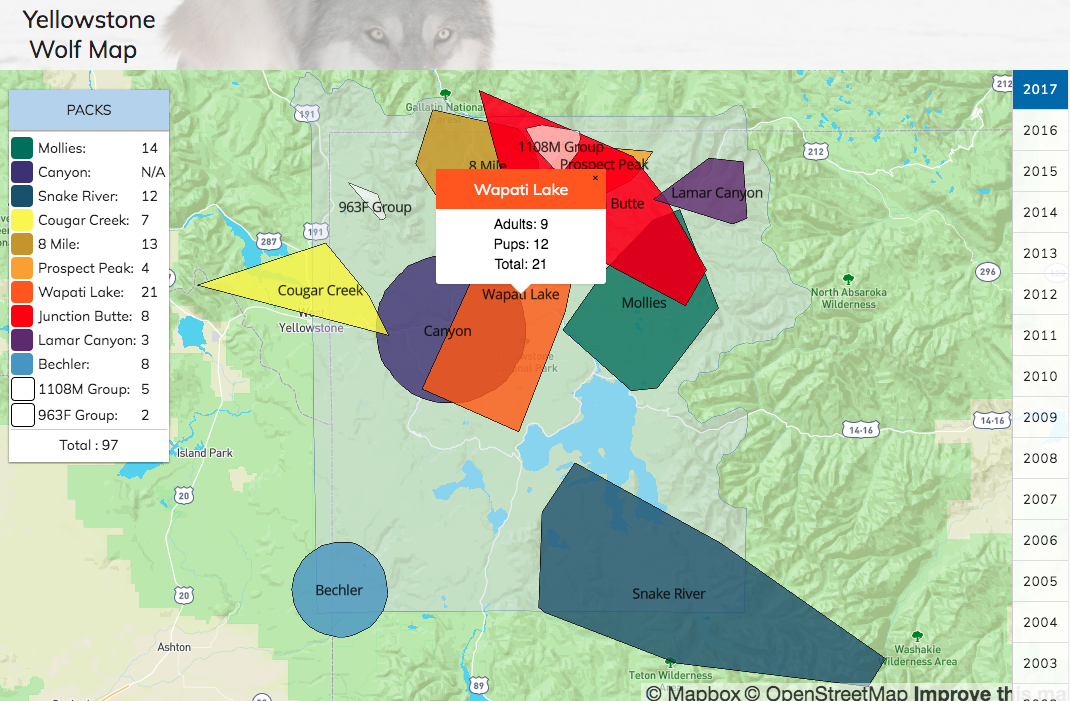 Yellowstone
Wolf Map
PACKS
Mollies: 14
Canyon: N/A
Snake River: 12
Cougar Creek: 7
8 Mile: 13
Prospect Peak: 4
Wapati Lake: 21
Junction Butte: 8
Lamar Canyon: 3
Bechler: 8
1108M Group: 5
963F Group: 2
Total : 97
2017
2016
2015
2014
2013
2012
2011
2010
2009
2008
2007
2006
2005
2004
2003
212
191
Gallatin Nationa
1108M Group
212
8 Mile
Prospect Peak
Wapati Lake
×
Lamar Canyon
963F Group
Butte
Adults: 9
Pups: 12
Total: 21
191
287
296
Cougar Creek
Wapati Lake
North Absaroka
Wilderness
Mollies
Yellowstone
Canyon
14-16
14-16
Island Park
20
Bechler
Snake River
20
Ashton
Washakie
Wilderness Area
Teton Wilderness
89
© Mapbox © OpenStreetMap Improve this ma